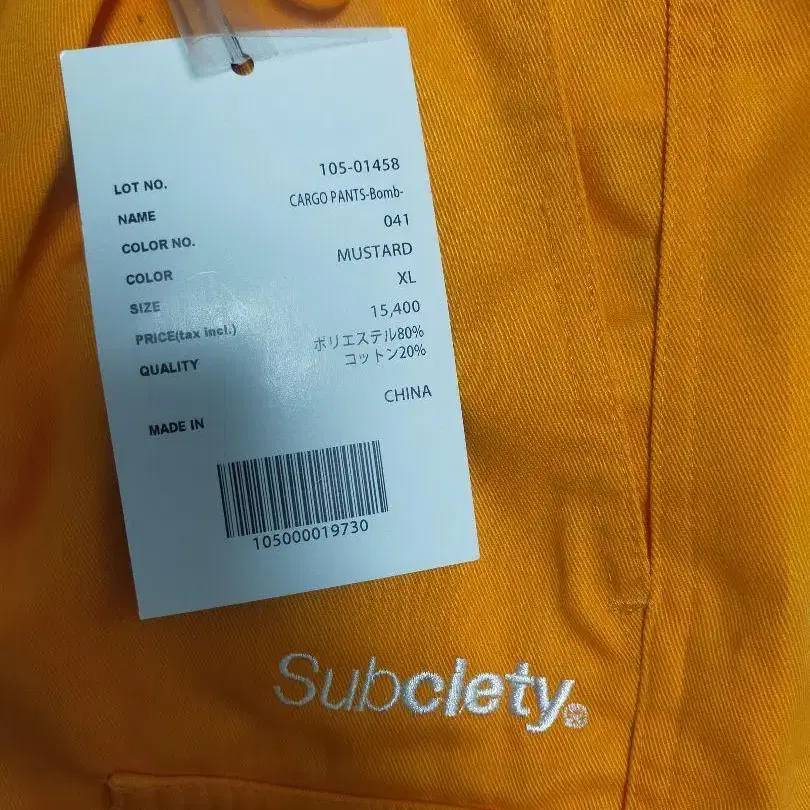 LOT NO. 105-01458
NAME CARGO PANTS-Bomb-
COLOR NO. 041
COLOR MUSTARD
SIZE XL
PRICE(tax incl.) 15,400
QUALITY ポリエステル80%
コットン20%
MADE IN CHINA
105000019730
Subciety®